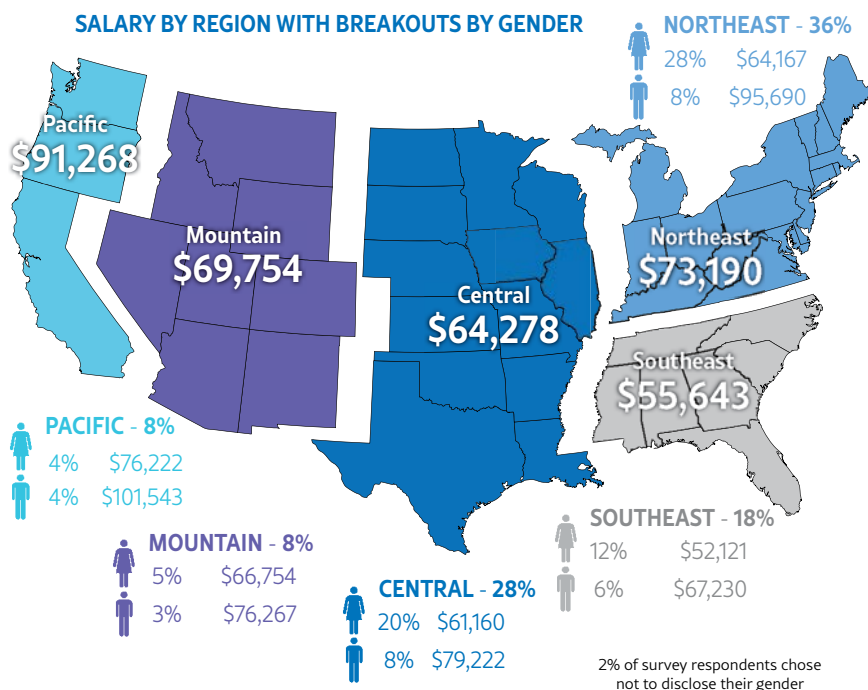 SALARY BY REGION WITH BREAKOUTS BY GENDER
NORTHEAST - 36%
28% $64,167
8% $95,690
Pacific
$91,268
Mountain
$69,754
Central
$64,278
Northeast
$73,190
Southeast
$55,643
PACIFIC - 8%
4% $76,222
4% $101,543
MOUNTAIN - 8%
5% $66,754
3% $76,267
CENTRAL - 28%
20% $61,160
8% $79,222
SOUTHEAST - 18%
12% $52,121
6% $67,230
2% of survey respondents chose
not to disclose their gender